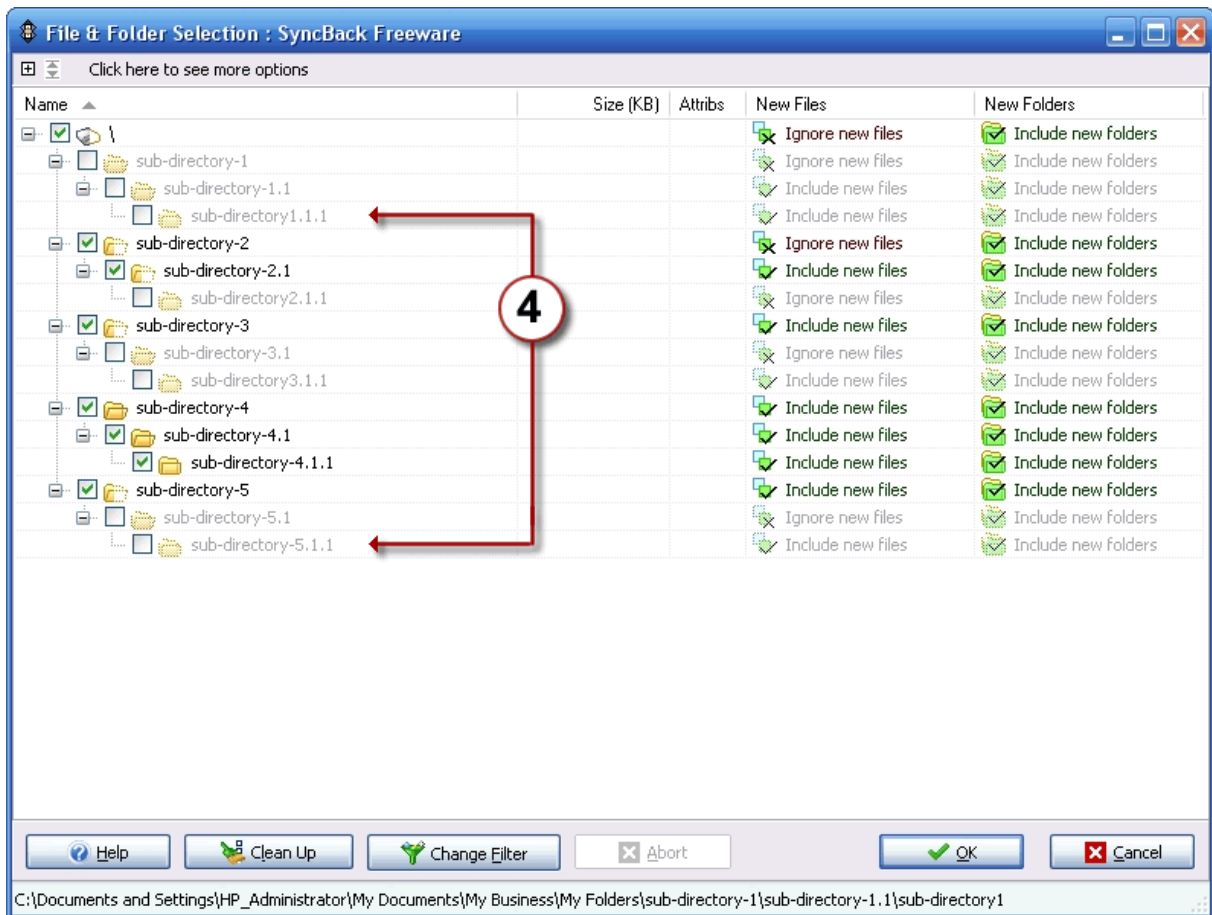 File & Folder Selection : SyncBack Freeware
Click here to see more options
Name Size (KB) Attribs New Files New Folders
\ Ignore new files Include new folders
sub-directory-1 Ignore new files Include new folders
sub-directory-1.1 Include new files Include new folders
sub-directory1.1.1 Include new files Include new folders
sub-directory-2 Ignore new files Include new folders
sub-directory-2.1 Include new files Include new folders
sub-directory2.1.1 Ignore new files Include new folders
4
sub-directory-3 Include new files Include new folders
sub-directory-3.1 Ignore new files Include new folders
sub-directory3.1.1 Include new files Include new folders
sub-directory-4 Include new files Include new folders
sub-directory-4.1 Include new files Include new folders
sub-directory-4.1.1 Include new files Include new folders
sub-directory-5 Include new files Include new folders
sub-directory-5.1 Ignore new files Include new folders
sub-directory-5.1.1 Include new files Include new folders
Help Clean Up Change Filter Abort OK Cancel
C:\Documents and Settings\HP_Administrator\My Documents\My Business\My Folders\sub-directory-1\sub-directory-1.1\sub-directory1